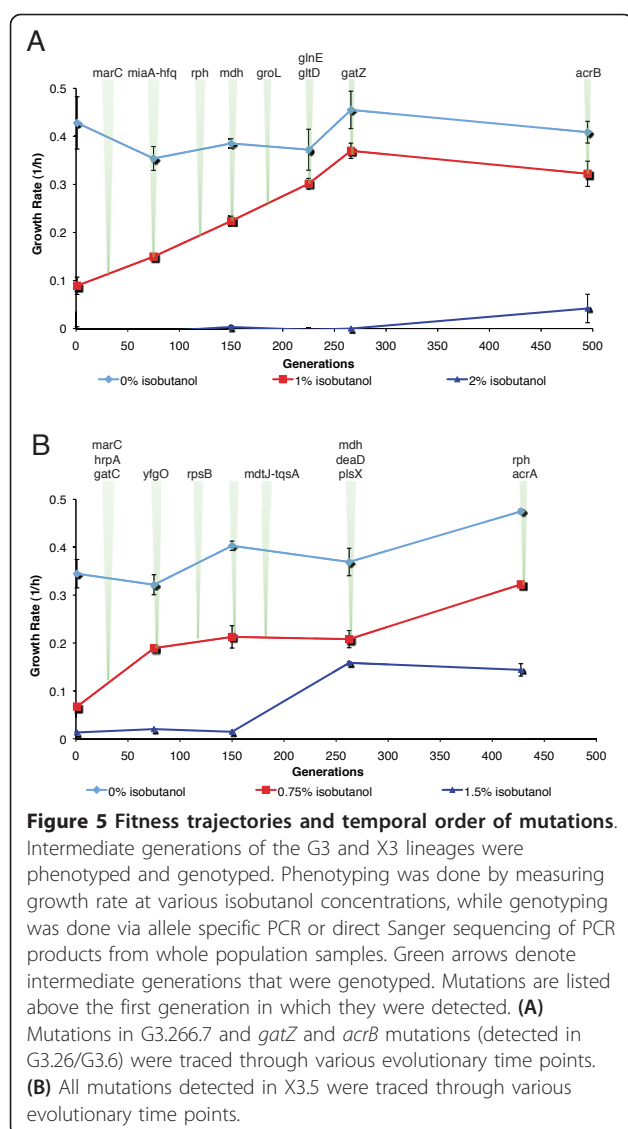 A
glnE
marC miaA-hfq rph mdh groL gltD gatZ acrB
0.5
0.4
0.3
0.2
0.1
0
Growth Rate (1/h)
0 50 100 150 200 250 300 350 400 450 500
Generations
0% isobutanol 1% isobutanol 2% isobutanol
B
marC mdh
hrpA deaD rph
gatC yfgO rpsB mdtJ-tqsA plsX acrA
0.5
0.4
0.3
0.2
0.1
0
Growth Rate (1/h)
0 50 100 150 200 250 300 350 400 450 500
Generations
0% isobutanol 0.75% isobutanol 1.5% isobutanol
Figure 5 Fitness trajectories and temporal order of mutations.
Intermediate generations of the G3 and X3 lineages were
phenotyped and genotyped. Phenotyping was done by measuring
growth rate at various isobutanol concentrations, while genotyping
was done via allele specific PCR or direct Sanger sequencing of PCR
products from whole population samples. Green arrows denote
intermediate generations that were genotyped. Mutations are listed
above the first generation in which they were detected. (A)
Mutations in G3.266.7 and gatZ and acrB mutations (detected in
G3.26/G3.6) were traced through various evolutionary time points.
(B) All mutations detected in X3.5 were traced through various
evolutionary time points.